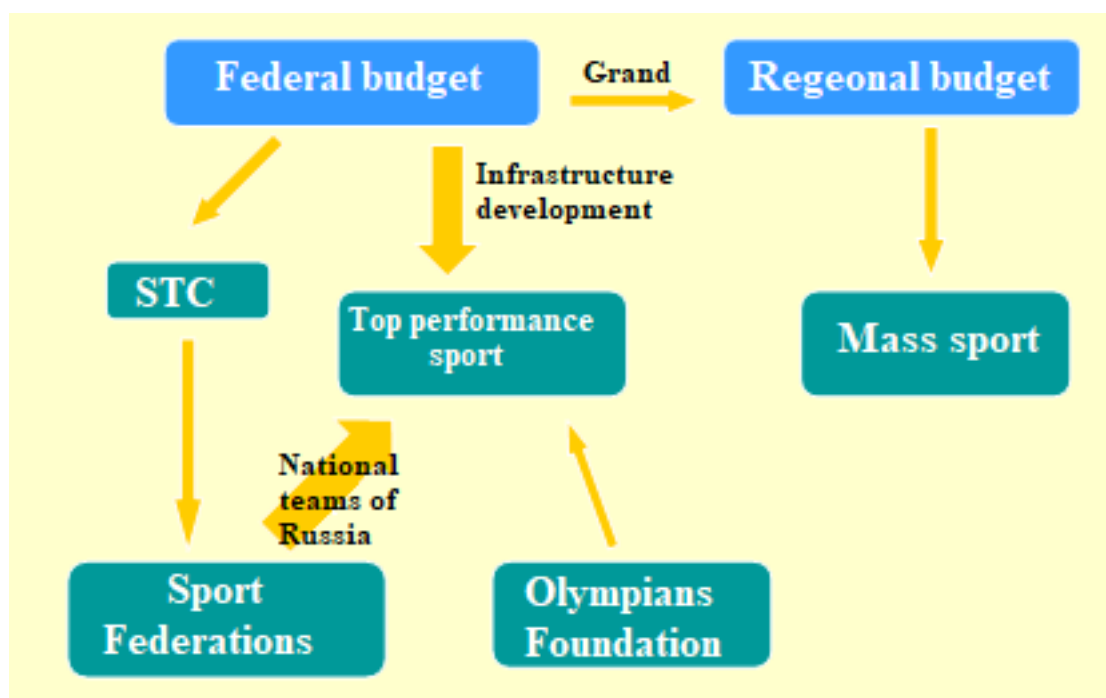 Federal budget
Grand
Regeonal budget
Infrastructure
development
STC
Top performance
sport
Mass sport
National
teams of
Russia
Sport
Federations
Olympians
Foundation